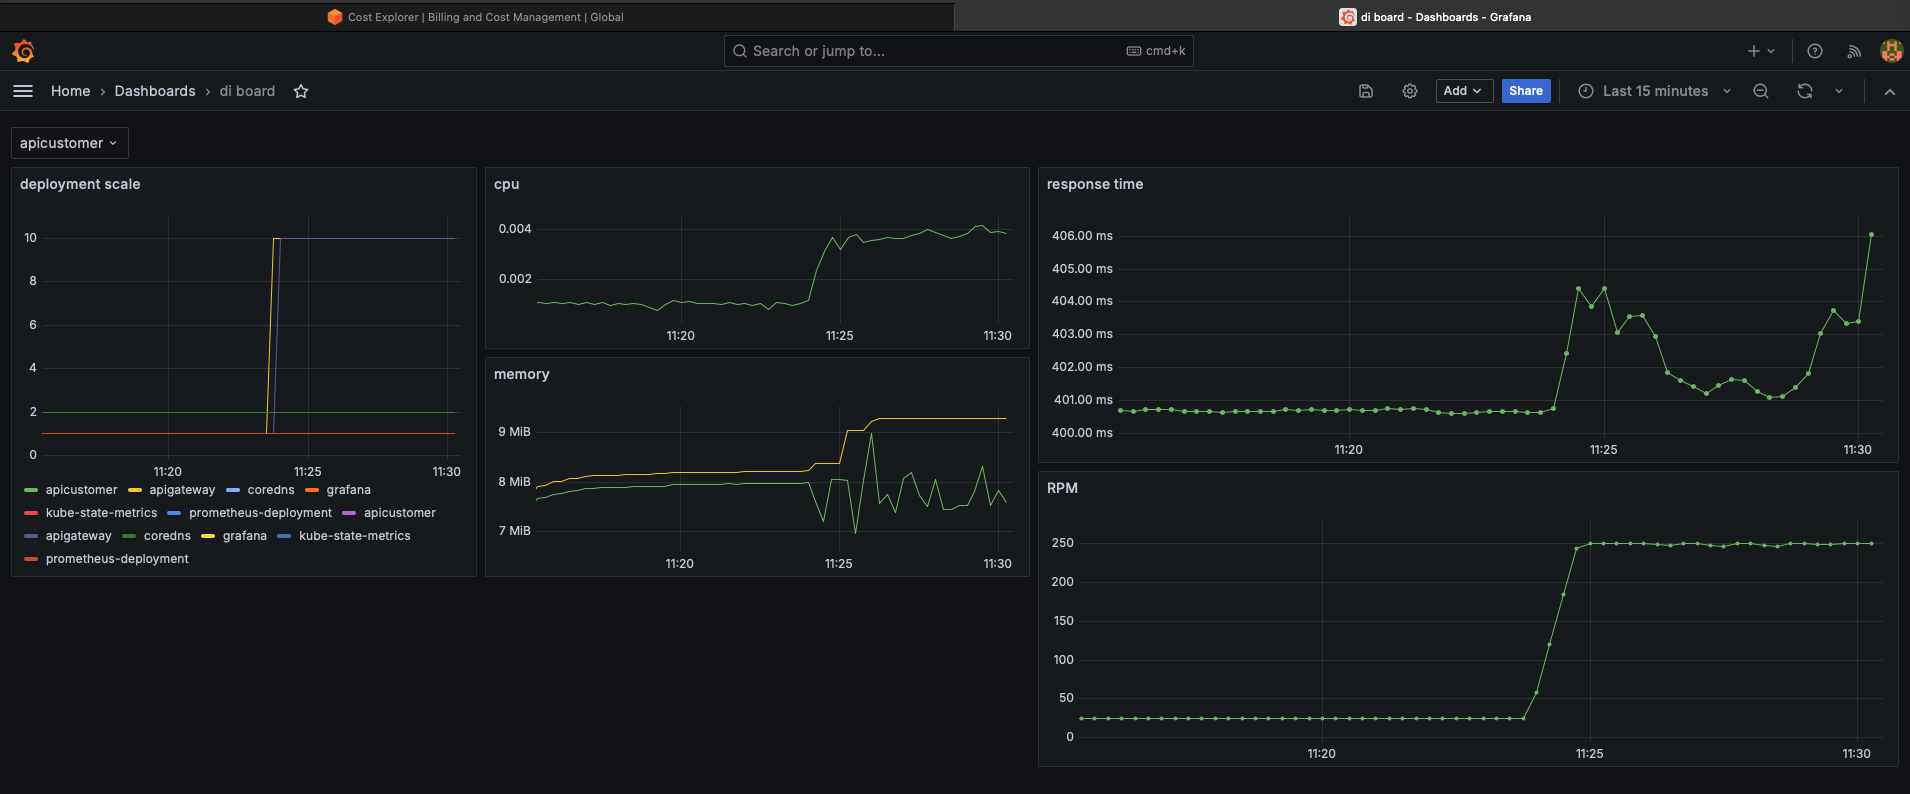 Cost Explorer | Billing and Cost Management | Global
di board - Dashboards - Grafana
Search or jump to...
cmd+k
Home › Dashboards › di board
Add
Share
Last 15 minutes
apicustomer
deployment scale
10
8
6
4
2
0
11:20 11:25 11:30
apicustomer apigateway coredns grafana
kube-state-metrics prometheus-deployment apicustomer
apigateway coredns grafana kube-state-metrics
prometheus-deployment
cpu
0.004
0.002
11:20 11:25 11:30
memory
9 MiB
8 MiB
7 MiB
11:20 11:25 11:30
response time
406.00 ms
405.00 ms
404.00 ms
403.00 ms
402.00 ms
401.00 ms
400.00 ms
11:20 11:25 11:30
RPM
250
200
150
100
50
0
11:20 11:25 11:30